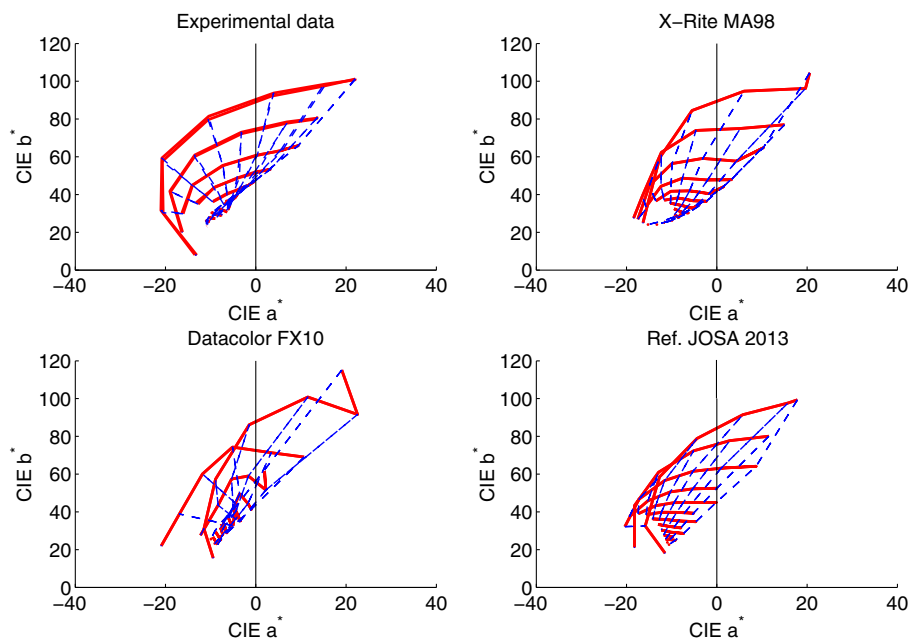 Experimental data
X−Rite MA98
120
100
80
60
40
20
0
CIE b*
−40 −20 0 20 40
CIE a*
120
100
80
60
40
20
0
CIE b*
−40 −20 0 20 40
CIE a*
Datacolor FX10
Ref. JOSA 2013
120
100
80
60
40
20
0
CIE b*
−40 −20 0 20 40
CIE a*
120
100
80
60
40
20
0
CIE b*
−40 −20 0 20 40
CIE a*